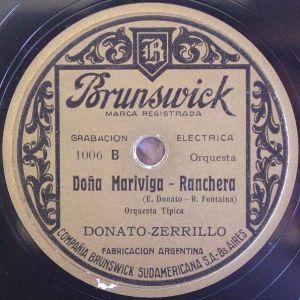 B
Brunswick
MARCA REGISTRADA
GRABACION ELECTRICA
1006 B Orquesta
Doña Mariviga - Ranchera
(E. Donato - R. Fontaina)
Orquesta Típica
DONATO-ZERRILLO
FABRICACION ARGENTINA
COMPAÑIA BRUNSWICK SUDAMERICANA S.A.-Bs.AIRES